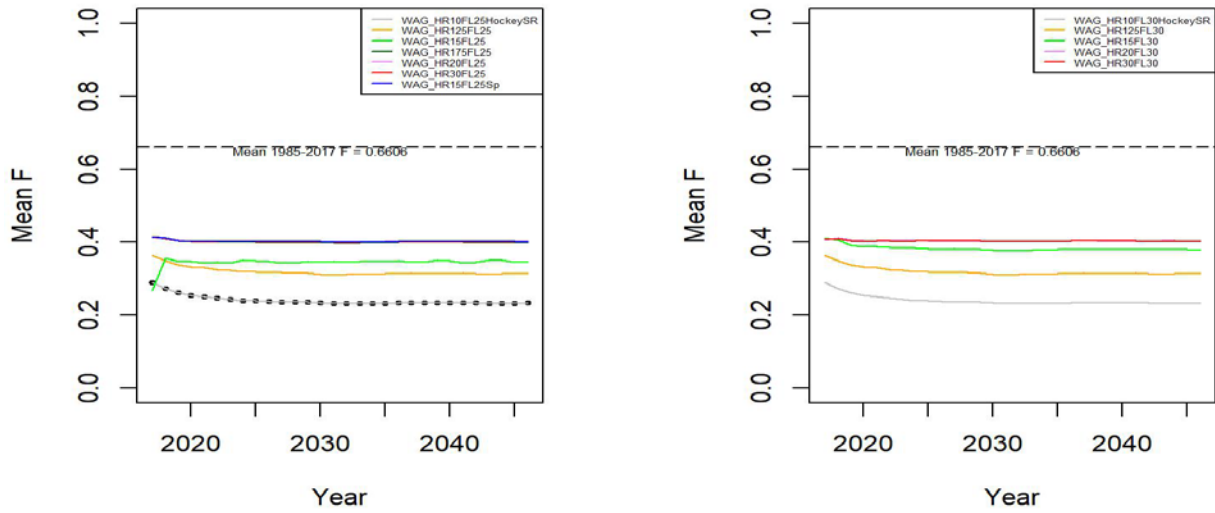 1.0
0.8
0.6
0.4
0.2
0.0
Mean F
WAG_HR10FL25HockeySR
WAG_HR125FL25
WAG_HR15FL25
WAG_HR175FL25
WAG_HR20FL25
WAG_HR30FL25
WAG_HR15FL25Sp
Mean 1985-2017 F = 0.6606
2020 2030 2040
Year
1.0
0.8
0.6
0.4
0.2
0.0
Mean F
WAG_HR10FL30HockeySR
WAG_HR125FL30
WAG_HR15FL30
WAG_HR20FL30
WAG_HR30FL30
Mean 1985-2017 F = 0.6606
2020 2030 2040
Year